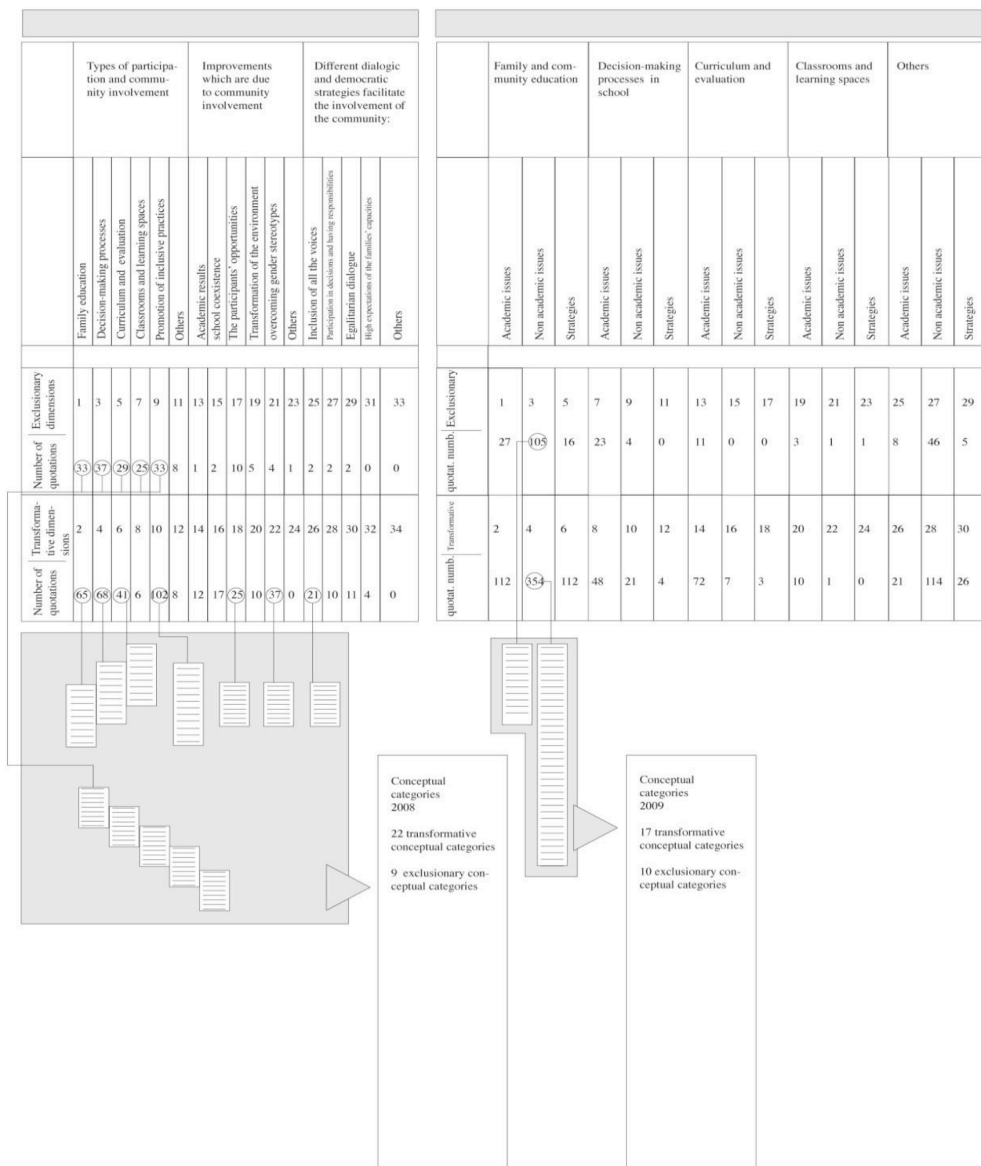 Types of participa-
tion and commu-
nity involvement
Improvements
which are due
to community
involvement
Different dialogic
and democratic
strategies facilitate
the involvement of
the community:
Family education
Decision-making processes
Curriculum and evaluation
Classrooms and learning spaces
Promotion of inclusive practices
Others
Academic results
school coexistence
The participants' opportunities
Transformation of the environment
overcoming gender stereotypes
Others
Inclusion of all the voices
Participation in decisions and having responsibilities
Egalitarian dialogue
High expectations of the families' capacities
Others
Exclusionary
dimensions
1 3 5 7 9 11 13 15 17 19 21 23 25 27 29 31 33
Number of
quotations
33 37 29 25 33 8 1 2 10 5 4 1 2 2 2 0 0
Transforma-
tive dimen-
sions
2 4 6 8 10 12 14 16 18 20 22 24 26 28 30 32 34
Number of
quotations
65 68 41 6 102 8 12 17 25 10 37 0 21 10 11 4 0
Family and com-
munity education
Decision-making
processes in
school
Curriculum and
evaluation
Classrooms and
learning spaces
Others
Academic issues
Non academic issues
Strategies
Academic issues
Non academic issues
Strategies
Academic issues
Non academic issues
Strategies
Academic issues
Non academic issues
Strategies
Academic issues
Non academic issues
Strategies
Exclusionary
1 3 5 7 9 11 13 15 17 19 21 23 25 27 29
quotat. numb.
27 105 16 23 4 0 11 0 0 3 1 1 8 46 5
Transformative
2 4 6 8 10 12 14 16 18 20 22 24 26 28 30
quotat. numb.
112 354 112 48 21 4 72 7 3 10 1 0 21 114 26
Conceptual
categories
2008
22 transformative
conceptual categories
9 exclusionary con-
ceptual categories
Conceptual
categories
2009
17 transformative
conceptual categories
10 exclusionary con-
ceptual categories